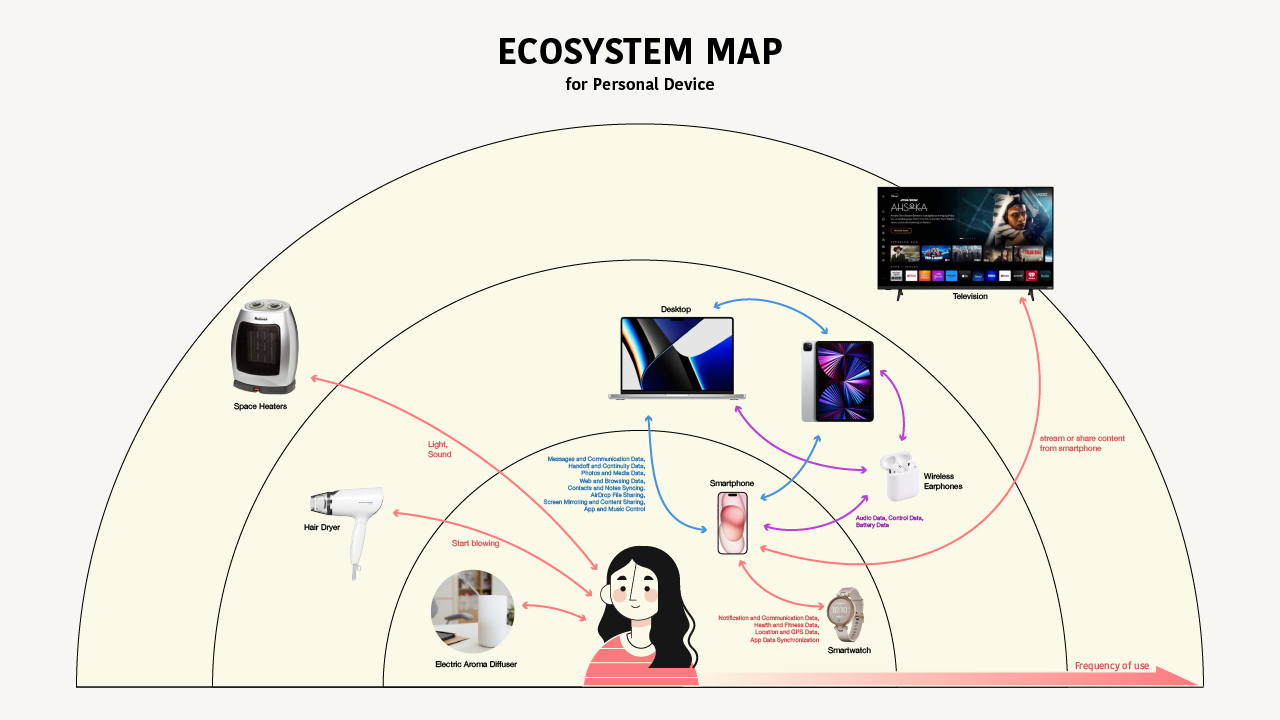 ECOSYSTEM MAP
for Personal Device
AHSOKA
Television
Desktop
Space Heaters
Light,
Sound
Messages and Communication Data,
Handoff and Continuity Data,
Photos and Media Data,
Web and Browsing Data,
Contacts and Notes Syncing,
AirDrop File Sharing,
Screen Mirroring and Content Sharing,
App and Music Control
stream or share content
from smartphone
Smartphone
Wireless
Earphones
Audio Data, Control Data,
Battery Data
Hair Dryer
Start blowing
Notification and Communication Data,
Health and Fitness Data,
Location and GPS Data,
App Data Synchronization
Smartwatch
Electric Aroma Diffuser
Frequency of use